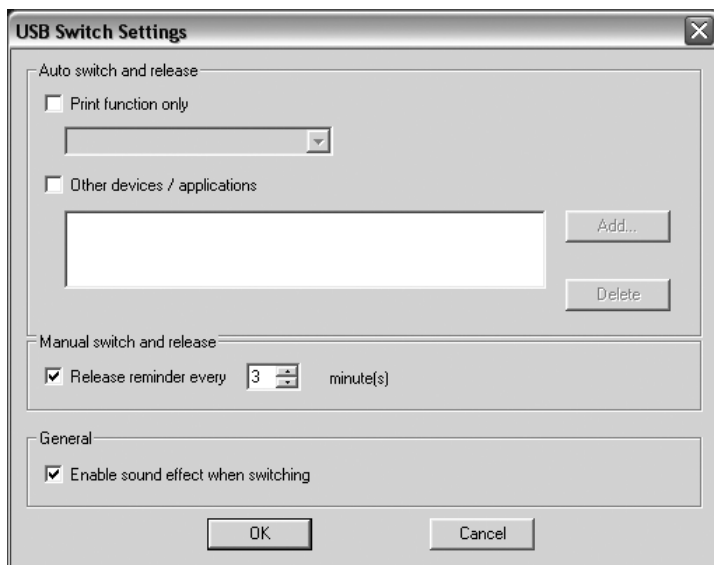 USB Switch Settings
Auto switch and release
Print function only
Other devices / applications
Add...
Delete
Manual switch and release
Release reminder every 3 minute(s)
General
Enable sound effect when switching
OK Cancel